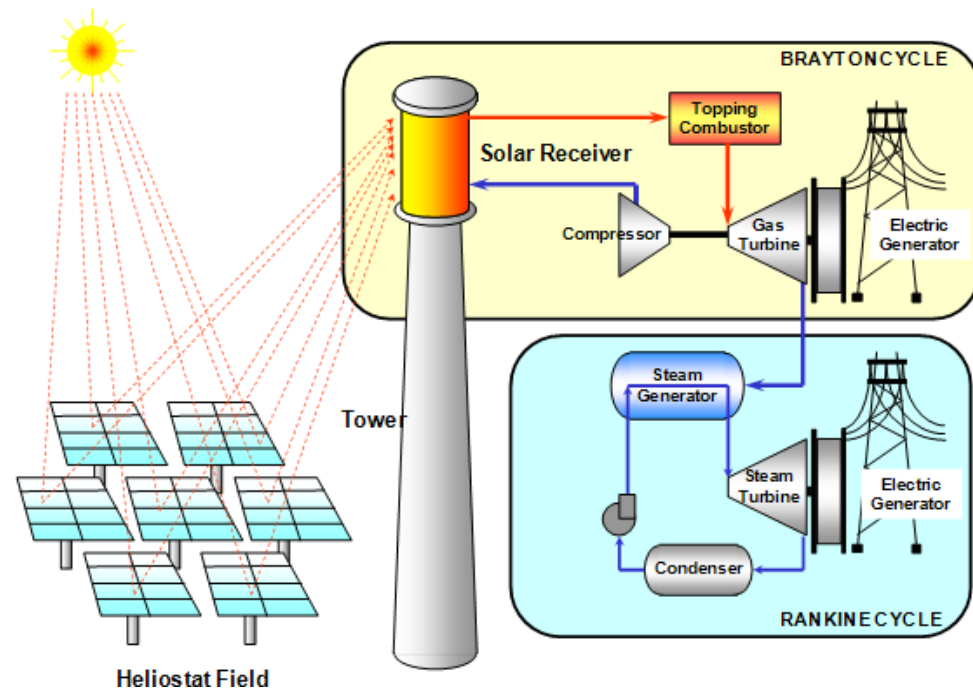 BRAYTONCYCLE
Topping
Combustor
Solar Receiver
Compressor
Gas
Turbine
Electric
Generator
Steam
Generator
Tower
Steam
Turbine
Electric
Generator
Condenser
RANKINECYCLE
Heliostat Field